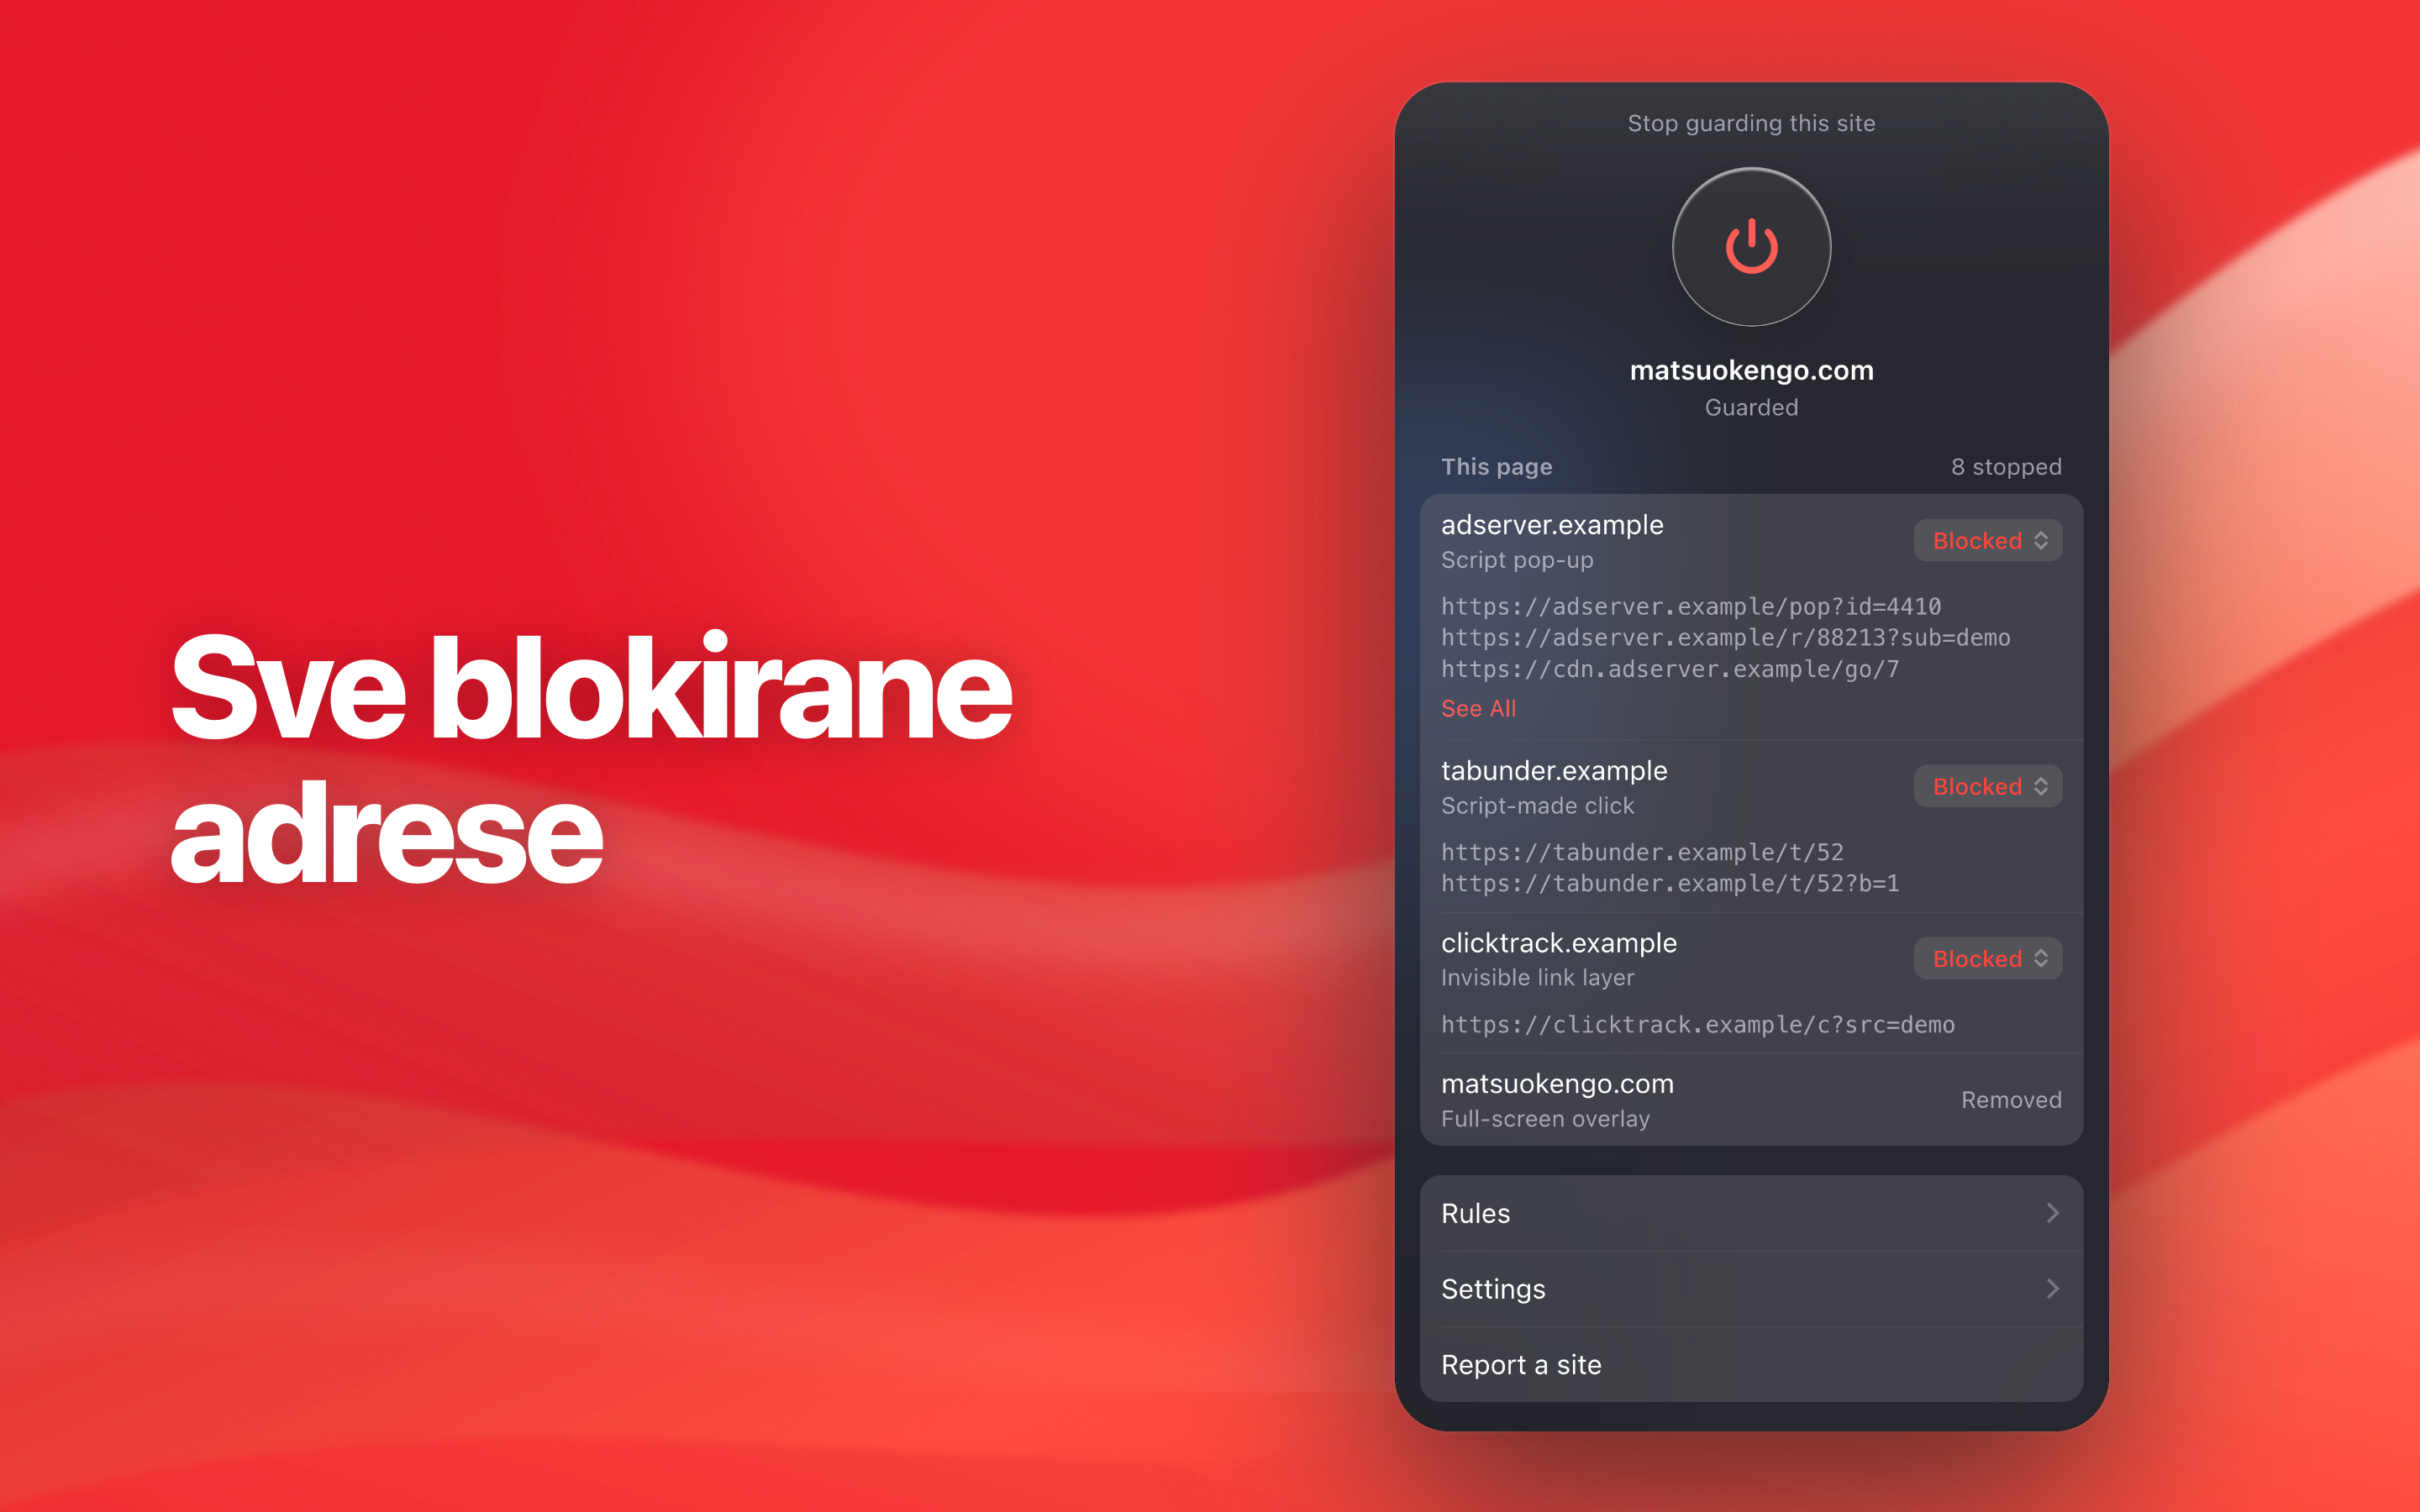 Sve blokirane
adrese
Stop guarding this site
matsuokengo.com
Guarded
This page
8 stopped
adserver.example
Script pop-up
Blocked
https://adserver.example/pop?id=4410
https://adserver.example/r/88213?sub=demo
https://cdn.adserver.example/go/7
See All
tabunder.example
Script-made click
Blocked
https://tabunder.example/t/52
https://tabunder.example/t/52?b=1
clicktrack.example
Invisible link layer
Blocked
https://clicktrack.example/c?src=demo
matsuokengo.com
Full-screen overlay
Removed
Rules
Settings
Report a site